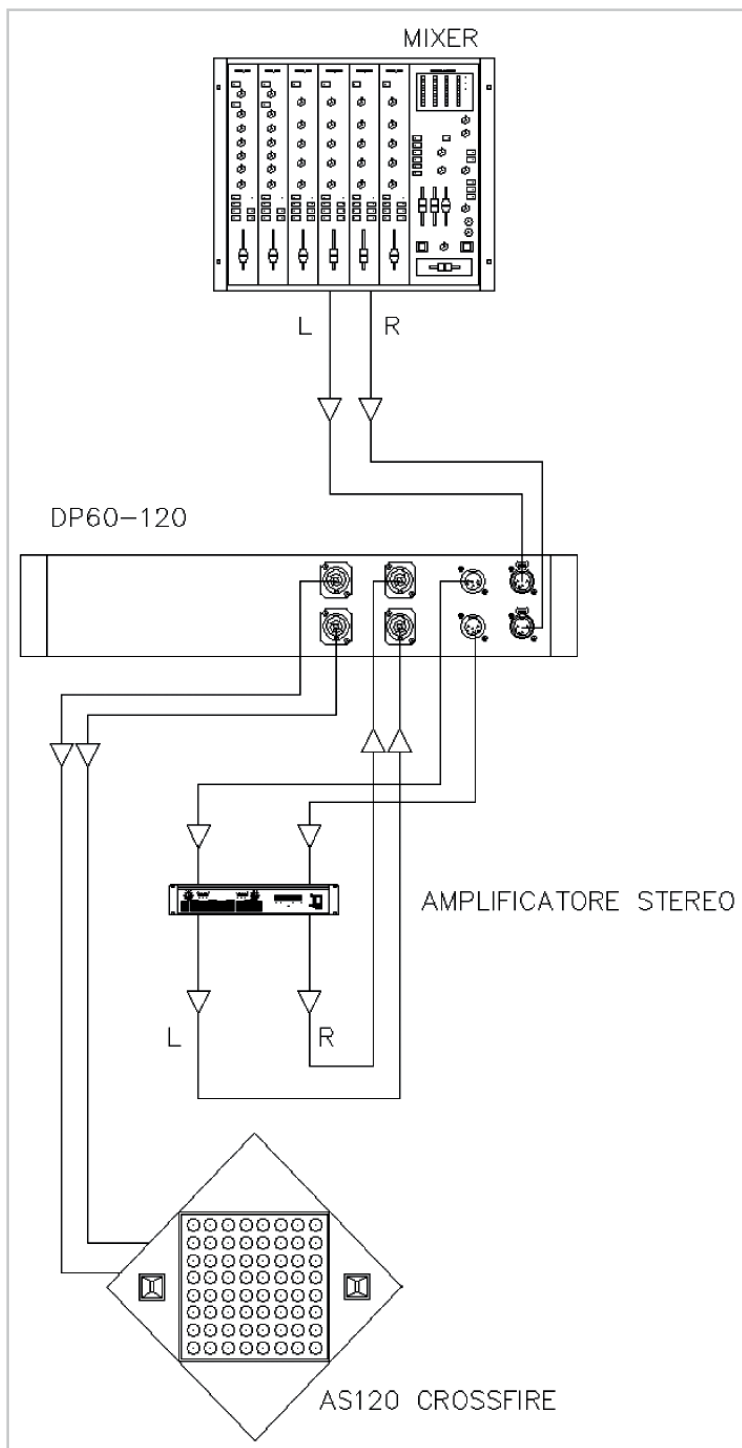 MIXER
L
R
DP60-120
AMPLIFICATORE STEREO
L
R
AS120 CROSSFIRE